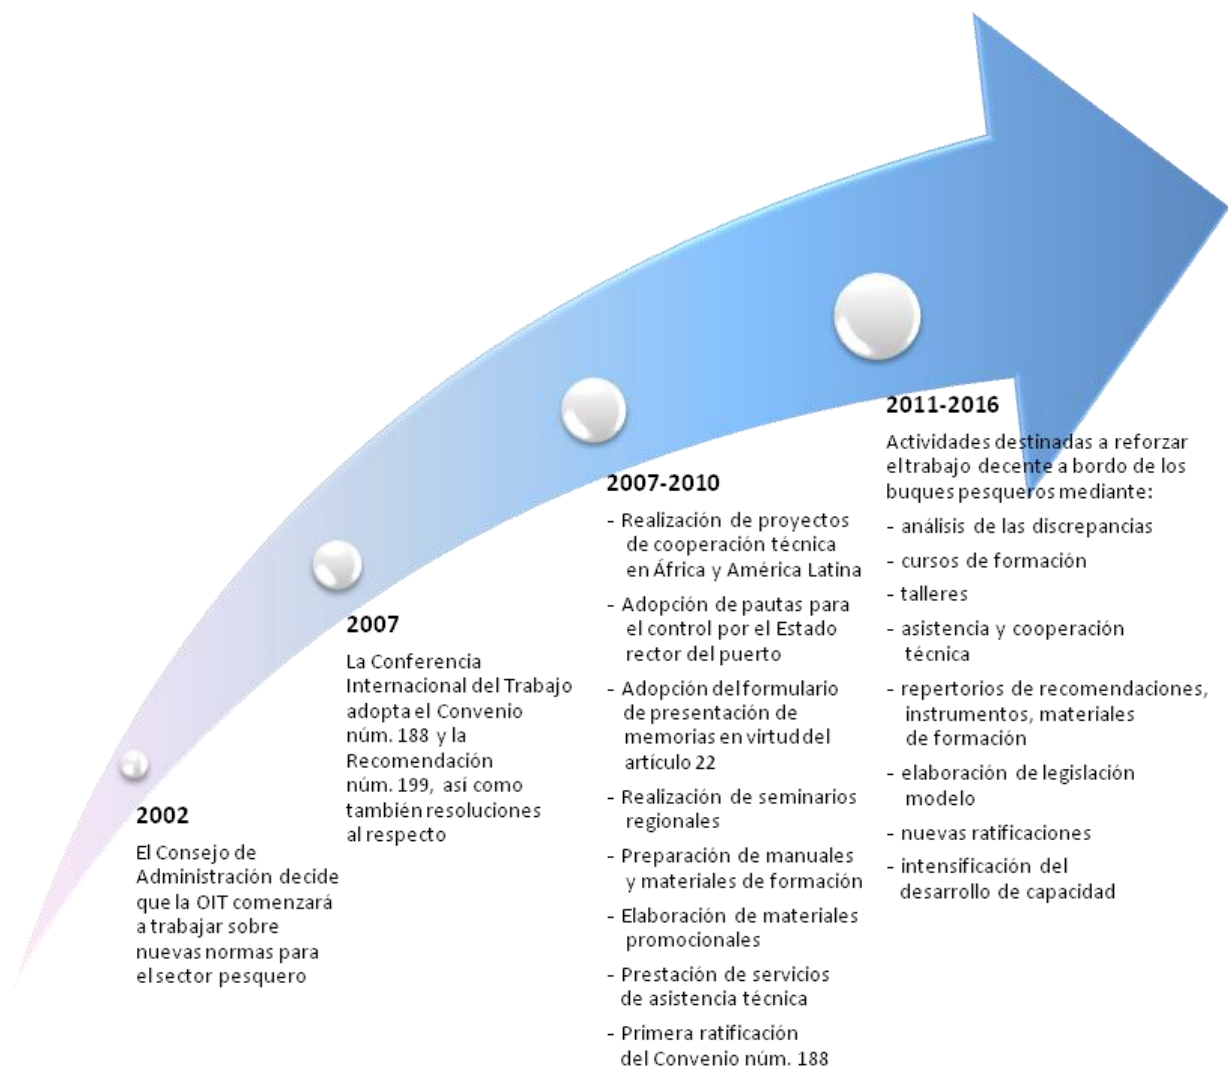 2002
El Consejo de
Administración decide
que la OIT comenzará
a trabajar sobre
nuevas normas para
el sector pesquero
2007
La Conferencia
Internacional del Trabajo
adopta el Convenio
núm. 188 y la
Recomendación
núm. 199, así como
también resoluciones
al respecto
2007-2010
- Realización de proyectos
de cooperación técnica
en África y América Latina
- Adopción de pautas para
el control por el Estado
rector del puerto
- Adopción del formulario
de presentación de
memorias en virtud del
artículo 22
- Realización de seminarios
regionales
- Preparación de manuales
y materiales de formación
- Elaboración de materiales
promocionales
- Prestación de servicios
de asistencia técnica
- Primera ratificación
del Convenio núm. 188
2011-2016
Actividades destinadas a reforzar
el trabajo decente a bordo de los
buques pesqueros mediante:
- análisis de las discrepancias
- cursos de formación
- talleres
- asistencia y cooperación
técnica
- repertorios de recomendaciones,
instrumentos, materiales
de formación
- elaboración de legislación
modelo
- nuevas ratificaciones
- intensificación del
desarrollo de capacidad